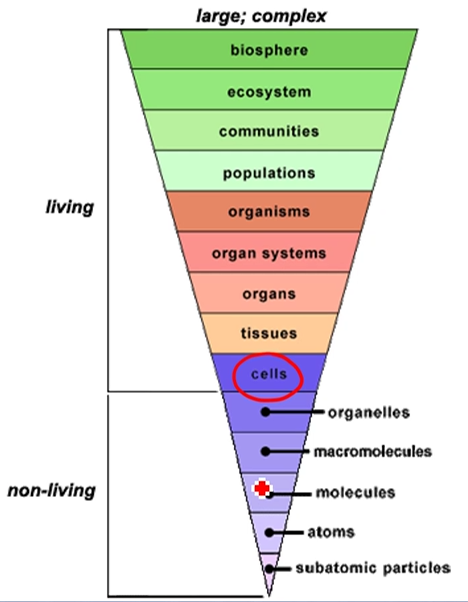 large; complex
biosphere
ecosystem
communities
populations
living
organisms
organ systems
organs
tissues
cells
organelles
macromolecules
non-living
molecules
atoms
subatomic particles